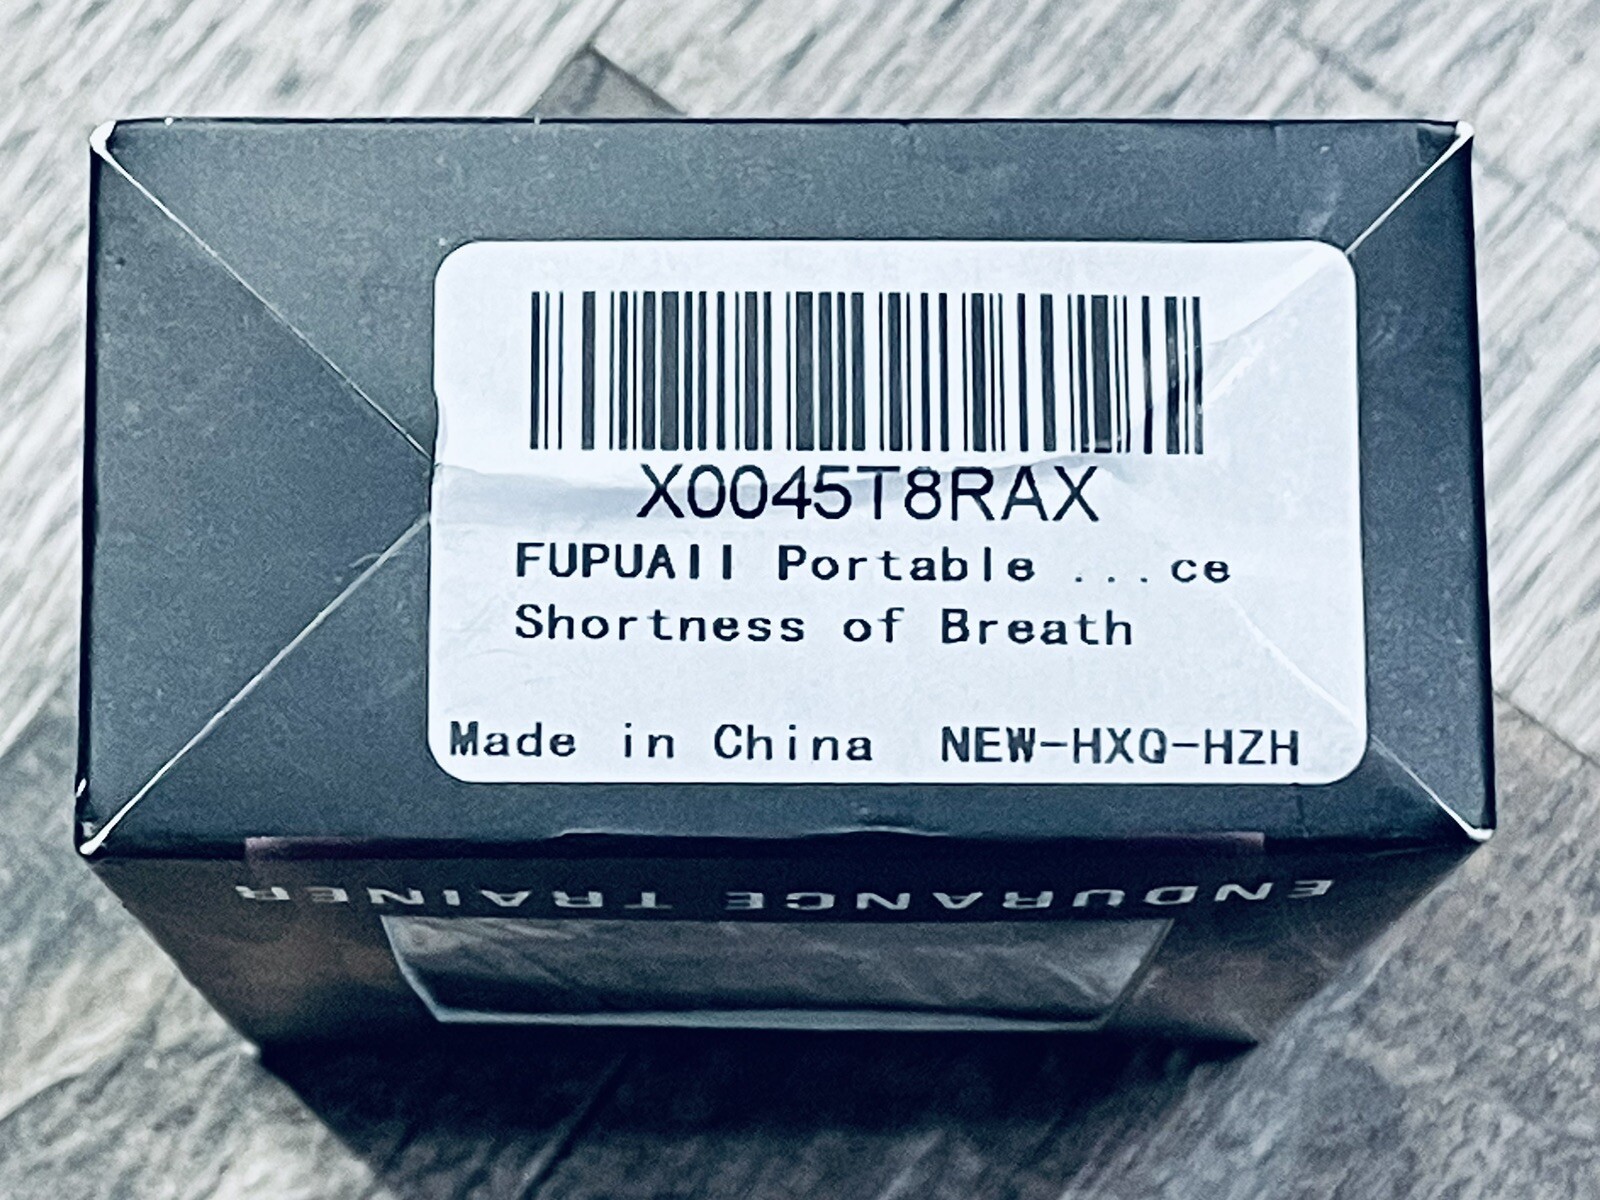 X0045T8RAX
FUPUAII Portable ...ce
Shortness of Breath
Made in China NEW-HXQ-HZH
ENDURANCE TRAINER